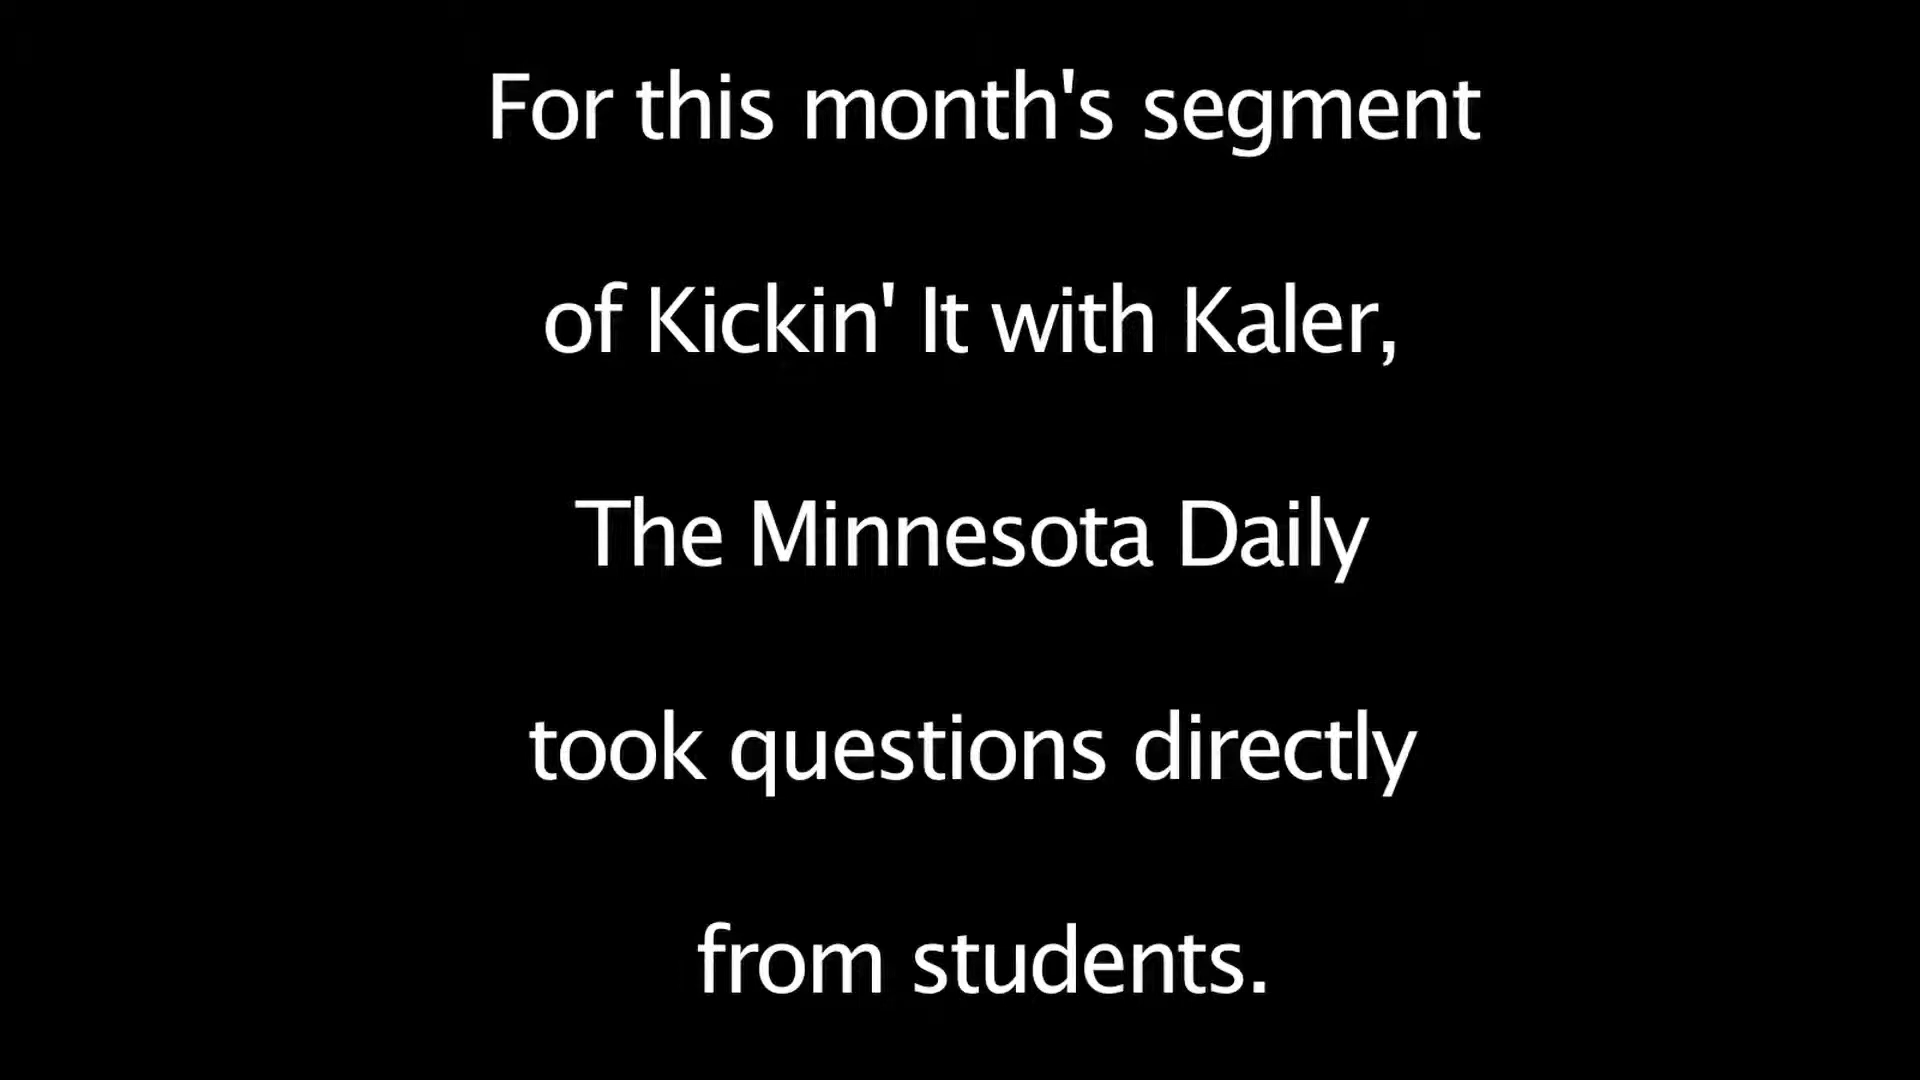 For this month's segment
of Kickin' It with Kaler,
The Minnesota Daily
took questions directly
from students.